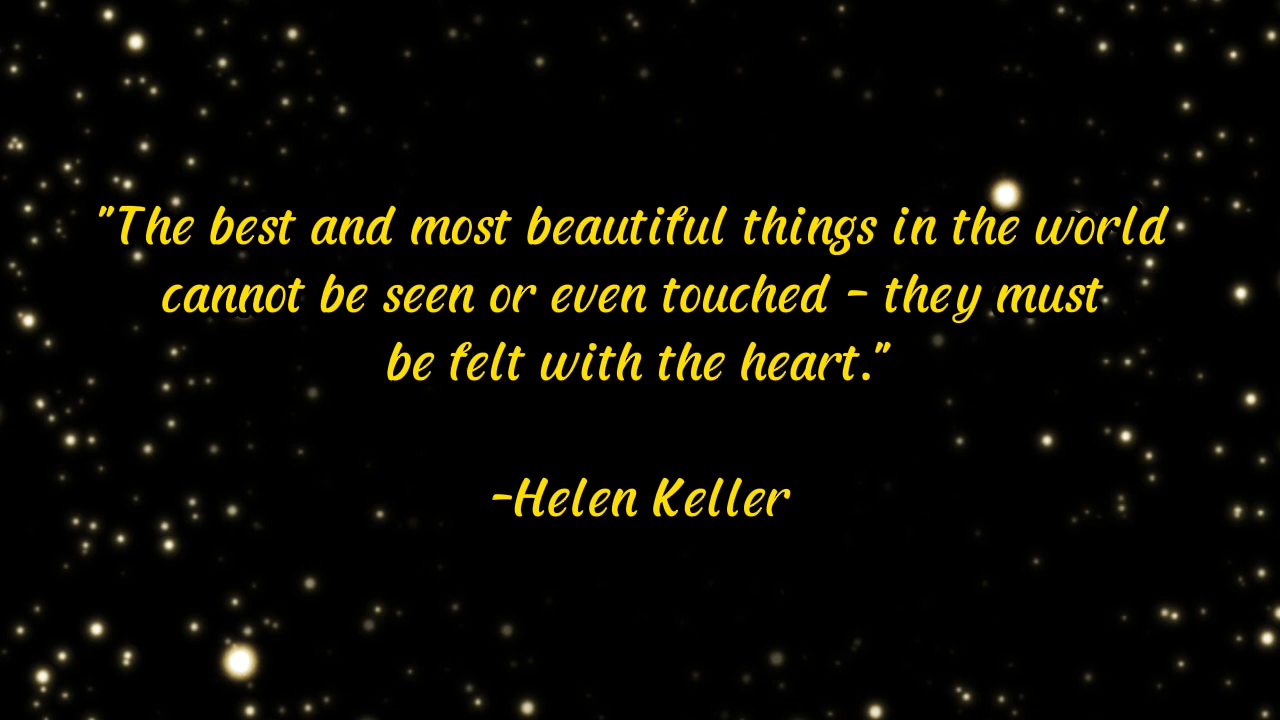 "The best and most beautiful things in the world
cannot be seen or even touched - they must
be felt with the heart."
-Helen Keller